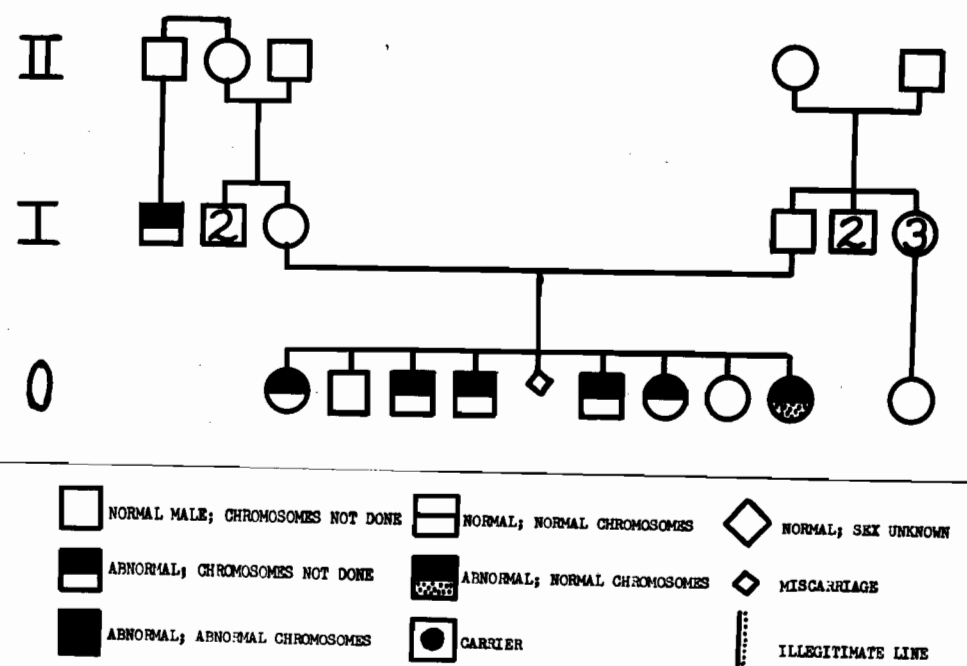 II
I
2
2
3
0
NORMAL MALE; CHROMOSOMES NOT DONE
NORMAL; NORMAL CHROMOSOMES
NORMAL; SEX UNKNOWN
ABNORMAL; CHROMOSOMES NOT DONE
ABNORMAL; NORMAL CHROMOSOMES
MISCARRIAGE
ABNORMAL; ABNORMAL CHROMOSOMES
CARRIER
ILLEGITIMATE LINE